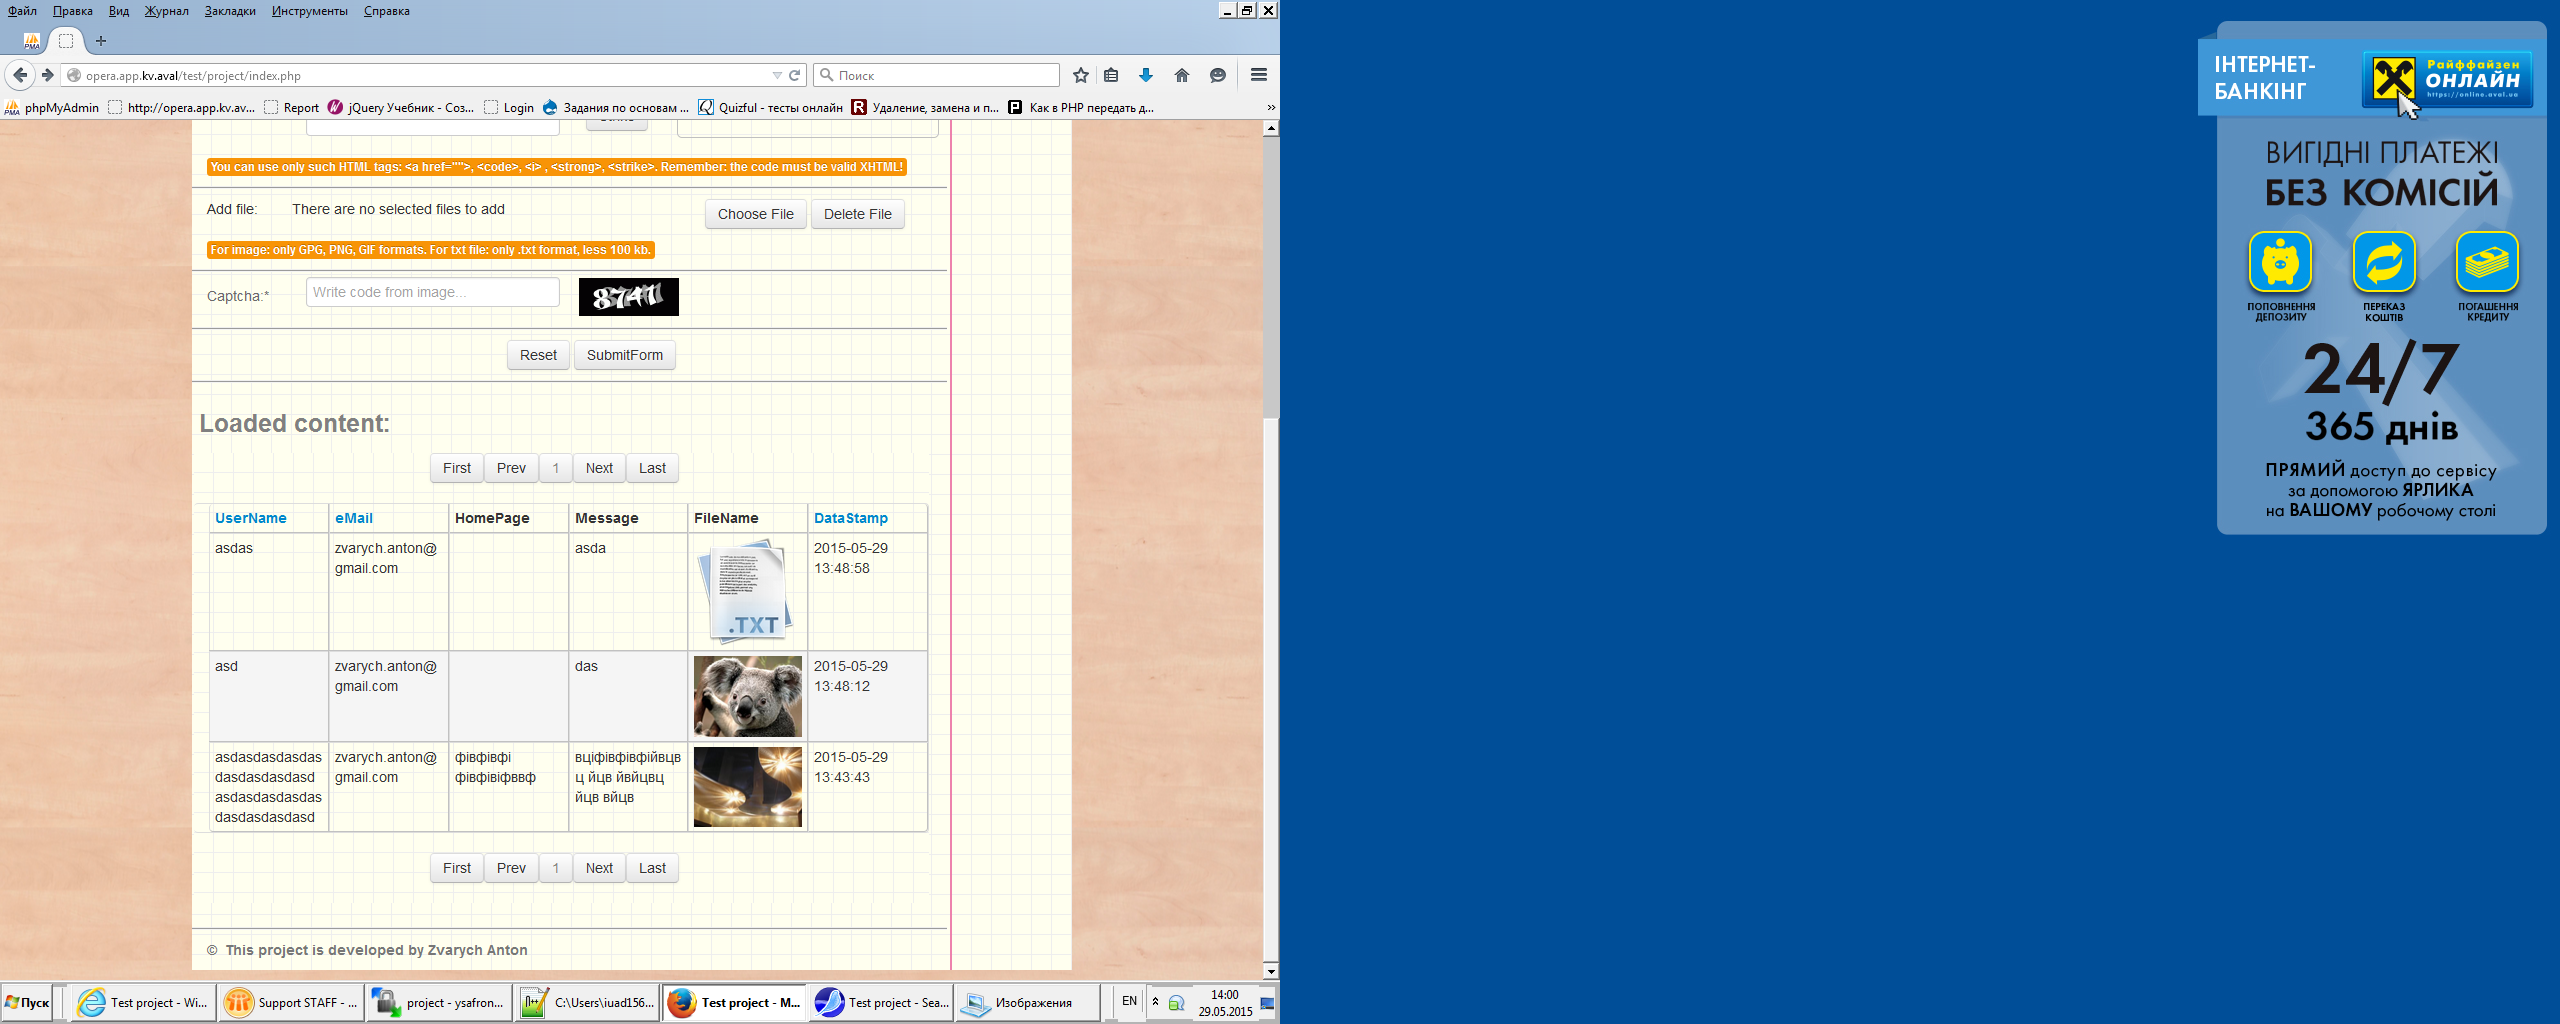 Файл Правка Вид Журнал Закладки Инструменты Справка
opera.app.kv.aval/test/project/index.php
Поиск
PMA phpMyAdmin http://opera.app.kv.av... Report jQuery Учебник - Соз... Login Задания по основам ... Quizful - тесты онлайн Удаление, замена и п... Как в PHP передать д... »
You can use only such HTML tags: <a href="">, <code>, <i> , <strong>, <strike>. Remember: the code must be valid XHTML!
Add file: There are no selected files to add Choose File Delete File
For image: only GPG, PNG, GIF formats. For txt file: only .txt format, less 100 kb.
Captcha:* Write code from image... 8741
Reset SubmitForm
Loaded content:
First Prev 1 Next Last
UserName eMail HomePage Message FileName DataStamp
asdas zvarych.anton@ asda 2015-05-29
gmail.com 13:48:58
.TXT
asd zvarych.anton@ das 2015-05-29
gmail.com 13:48:12
asdasdasdasdas zvarych.anton@ фівфівфі вціфівфівфійвцв 2015-05-29
dasdasdasdasd gmail.com фівфівіфввф ц йцв йвйцвц 13:43:43
asdasdasdasdas йцв вйцв
dasdasdasdasd
First Prev 1 Next Last
© This project is developed by Zvarych Anton
Пуск Test project - Wi... Support STAFF - ... project - ysafron... C:\Users\iuad156... Test project - M... Test project - Sea... Изображения EN 14:00
29.05.2015
ІНТЕРНЕТ-
БАНКІНГ
Райффайзен
ОНЛАЙН
https://online.aval.ua
ВИГІДНІ ПЛАТЕЖІ
БЕЗ КОМІСІЙ
ПОПОВНЕННЯ ПЕРЕКАЗ ПОГАШЕННЯ
ДЕПОЗИТУ КОШТІВ КРЕДИТУ
24/7
365 днів
ПРЯМИЙ доступ до сервісу
за допомогою ЯРЛИКА
на ВАШОМУ робочому столі